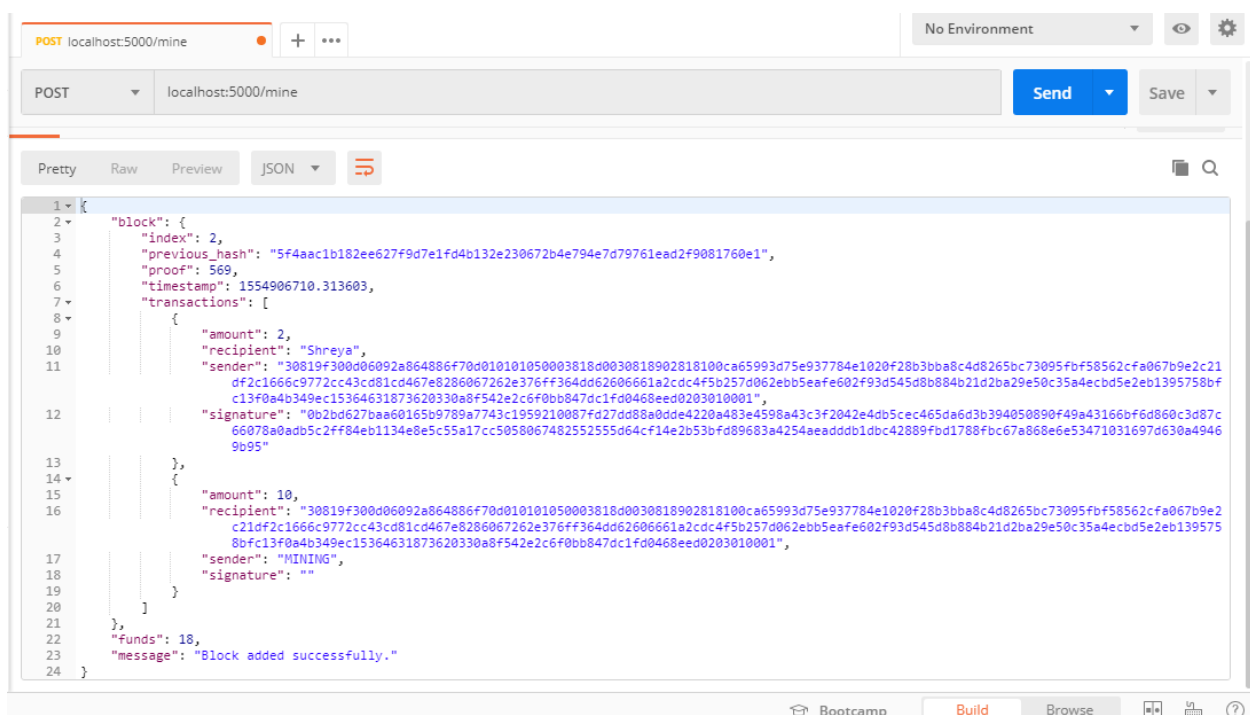 POST localhost:5000/mine
No Environment
POST localhost:5000/mine Send Save
Pretty Raw Preview JSON
1 {
2 "block": {
3 "index": 2,
4 "previous_hash": "5f4aac1b182ee627f9d7e1fd4b132e230672b4e794e7d79761ead2f9081760e1",
5 "proof": 569,
6 "timestamp": 1554906710.313603,
7 "transactions": [
8 {
9 "amount": 2,
10 "recipient": "Shreya",
11 "sender": "30819f300d06092a864886f70d010101050003818d0030818902818100ca65993d75e937784e1020f28b3bba8c4d8265bc73095fbf58562cfa067b9e2c21
df2c1666c9772cc43cd81cd467e8286067262e376ff364dd62606661a2cdc4f5b257d062ebb5eafe602f93d545d8b884b21d2ba29e50c35a4ecbd5e2eb1395758bf
c13f0a4b349ec15364631873620330a8f542e2c6f0bb847dc1fd0468eed0203010001",
12 "signature": "0b2bd627baa60165b9789a7743c1959210087fd27dd88a0dde4220a483e4598a43c3f2042e4db5cec465da6d3b394050890f49a43166bf6d860c3d87c
66078a0adb5c2ff84eb1134e8e5c55a17cc5058067482552555d64cf14e2b53bfd89683a4254aeadddb1dbc42889fbd1788fbc67a868e6e53471031697d630a4946
9b95"
13 },
14 {
15 "amount": 10,
16 "recipient": "30819f300d06092a864886f70d010101050003818d0030818902818100ca65993d75e937784e1020f28b3bba8c4d8265bc73095fbf58562cfa067b9e2
c21df2c1666c9772cc43cd81cd467e8286067262e376ff364dd62606661a2cdc4f5b257d062ebb5eafe602f93d545d8b884b21d2ba29e50c35a4ecbd5e2eb139575
8bfc13f0a4b349ec15364631873620330a8f542e2c6f0bb847dc1fd0468eed0203010001",
17 "sender": "MINING",
18 "signature": ""
19 }
20 ]
21 },
22 "funds": 18,
23 "message": "Block added successfully."
24 }
Bootcamp Build Browse